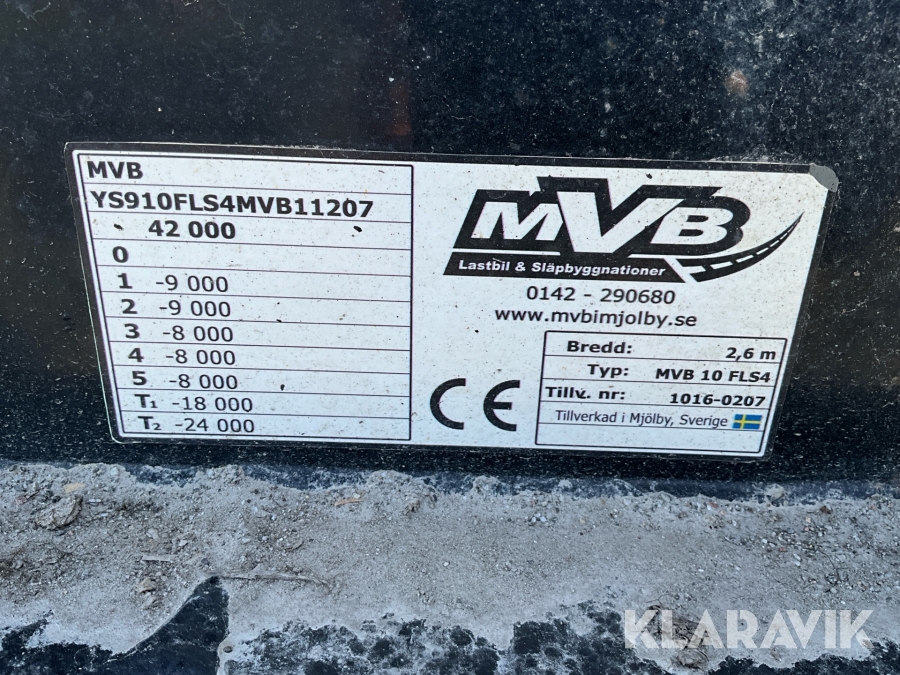 MVB
YS910FLS4MVB11207
- 42 000
0
1 -9 000
2 -9 000
3 -8 000
4 -8 000
5 -8 000
T1 -18 000
T2 -24 000
MVB
Lastbil & Släpbyggnationer
0142 - 290680
www.mvbimjolby.se
CE
Bredd: 2,6 m
Typ: MVB 10 FLS4
Tillv. nr: 1016-0207
Tillverkad i Mjölby, Sverige
KLARAVIK